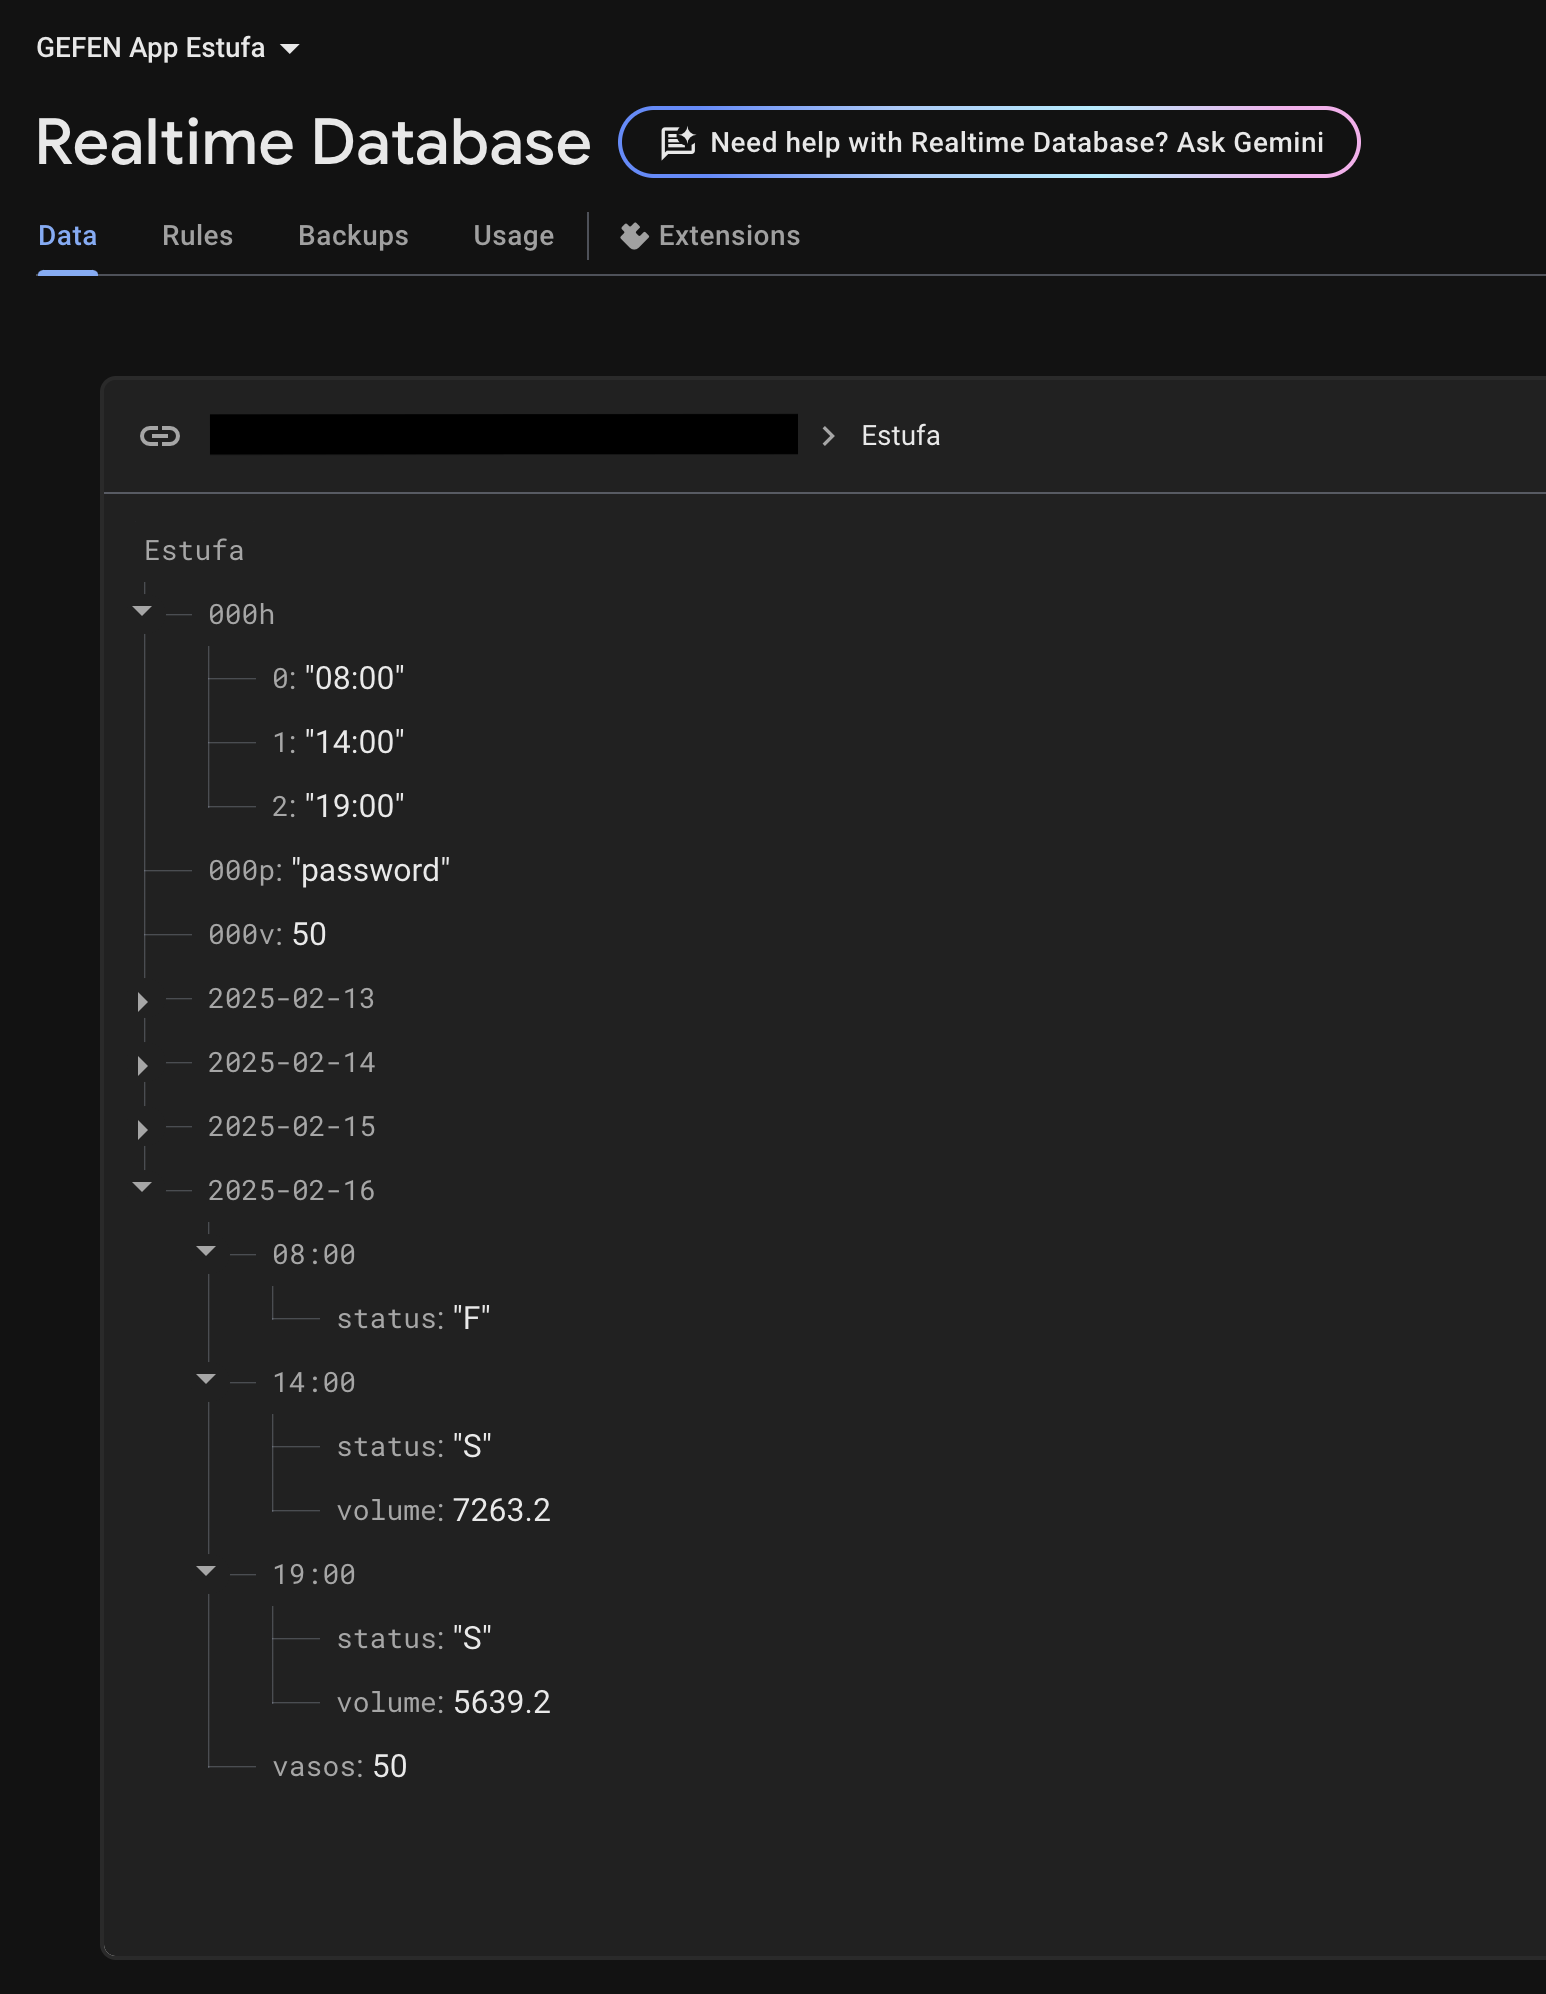 GEFEN App Estufa
Realtime Database
Need help with Realtime Database? Ask Gemini
Data Rules Backups Usage Extensions
Estufa
Estufa
000h
0: "08:00"
1: "14:00"
2: "19:00"
000p: "password"
000v: 50
2025-02-13
2025-02-14
2025-02-15
2025-02-16
08:00
status: "F"
14:00
status: "S"
volume: 7263.2
19:00
status: "S"
volume: 5639.2
vasos: 50